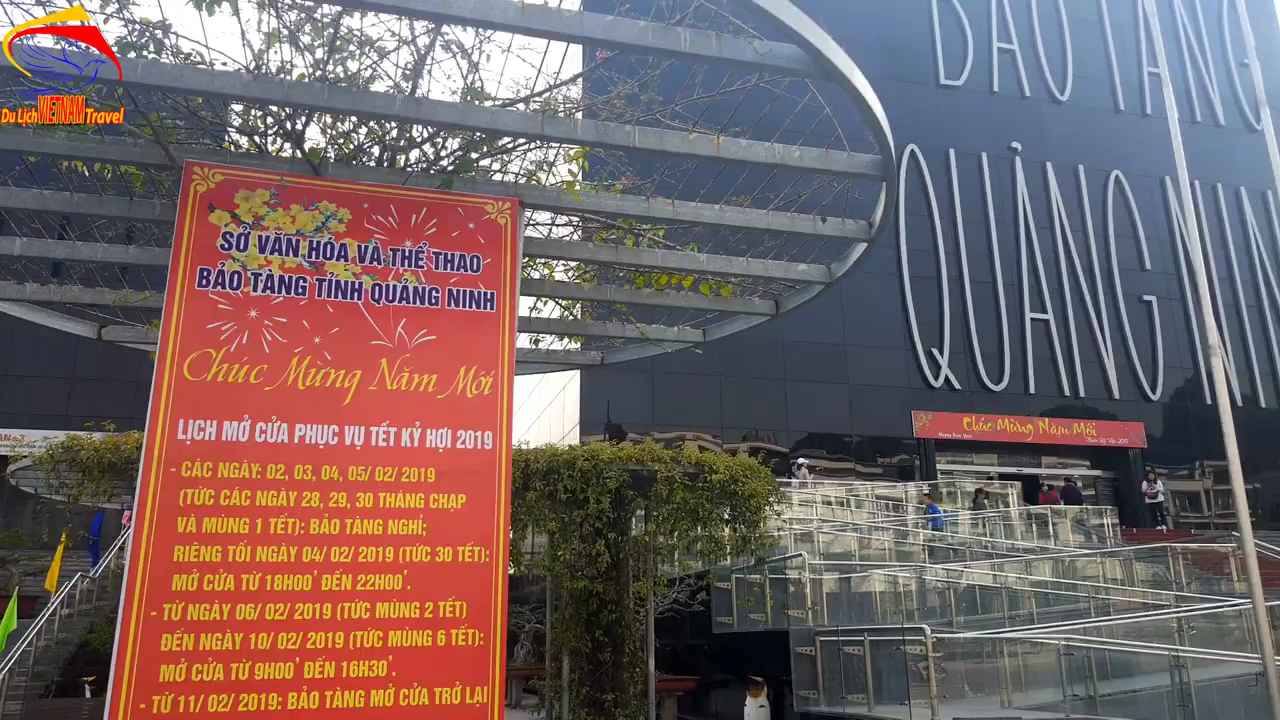 Du Lịch VIETNAM Travel
BẢO TÀNG
QUẢNG NIN
SỞ VĂN HÓA VÀ THỂ THAO
BẢO TÀNG TỈNH QUẢNG NINH
Chúc Mừng Năm Mới
LỊCH MỞ CỬA PHỤC VỤ TẾT KỶ HỢI 2019
- CÁC NGÀY: 02, 03, 04, 05/ 02/ 2019
(TỨC CÁC NGÀY 28, 29, 30 THÁNG CHẠP
VÀ MÙNG 1 TẾT): BẢO TÀNG NGHỈ;
RIÊNG TỐI NGÀY 04/ 02/ 2019 (TỨC 30 TẾT):
MỞ CỬA TỪ 18H00' ĐẾN 22H00'.
- TỪ NGÀY 06/ 02/ 2019 (TỨC MÙNG 2 TẾT)
ĐẾN NGÀY 10/ 02/ 2019 (TỨC MÙNG 6 TẾT):
MỞ CỬA TỪ 9H00' ĐẾN 16H30'.
- TỪ 11/ 02/ 2019: BẢO TÀNG MỞ CỬA TRỞ LẠI
Chúc Mừng Năm Mới
Happy New Year